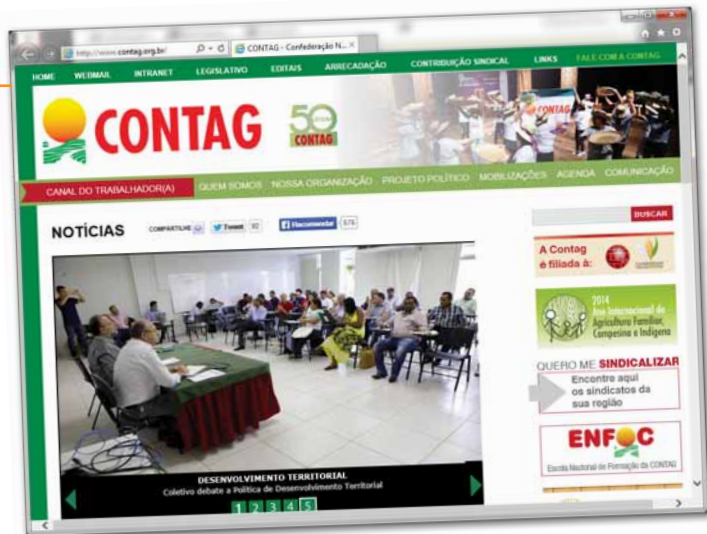 http://www.contag.org.br/
CONTAG - Confederação N...
HOME WEBMAIL INTRANET LEGISLATIVO EDITAIS ARRECADAÇÃO CONTRIBUIÇÃO SINDICAL LINKS FALE COM A CONTAG
CONTAG
50
CONTAG
CONTAG
CANAL DO TRABALHADOR(A) QUEM SOMOS NOSSA ORGANIZAÇÃO PROJETO POLÍTICO MOBILIZAÇÕES AGENDA COMUNICAÇÃO
NOTÍCIAS
COMPARTILHE Tweet 92 Recomendar 576
BUSCAR
A Contag
é filiada à:
2014
Ano Internacional da
Agricultura Familiar,
Campesina e Indígena
QUERO ME SINDICALIZAR
Encontre aqui
os sindicatos da
sua região
ENFOC
Escola Nacional de Formação da CONTAG
DESENVOLVIMENTO TERRITORIAL
Coletivo debate a Política de Desenvolvimento Territorial
1 2 3 4 5